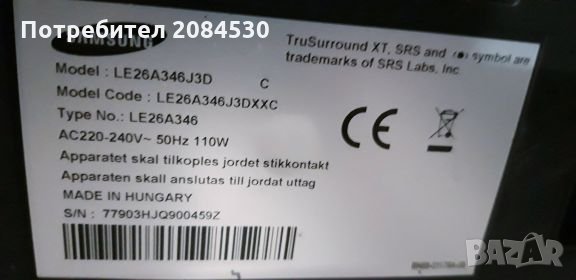 Потребител 2084530
SAMSUNG
TruSurround XT, SRS and (●) symbol are
trademarks of SRS Labs, Inc.
Model : LE26A346J3D C
Model Code : LE26A346J3DXXC
Type No.: LE26A346
AC220-240V~ 50Hz 110W
Apparatet skal tilkoples jordet stikkontakt
Apparaten skall anslutas till jordat uttag
MADE IN HUNGARY
S/N : 77903HJQ900459Z
CE
BAZAR